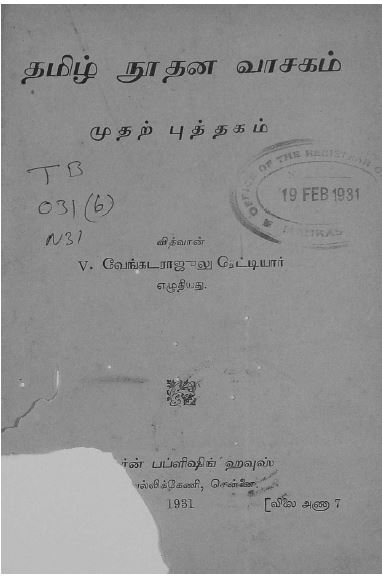 தமிழ் நூதன வாசகம்
முதற் புத்தகம்
TB
031(6)
N31
OFFICE OF THE REGISTRAR OF
19 FEB 1931
MADRAS
வித்வான்
V. வேங்கடராஜுலு ரெட்டியார்
எழுதியது.
பப்ளிஷிங் ஹவுஸ்
சென்னை.
1931
[விலை அணா 7